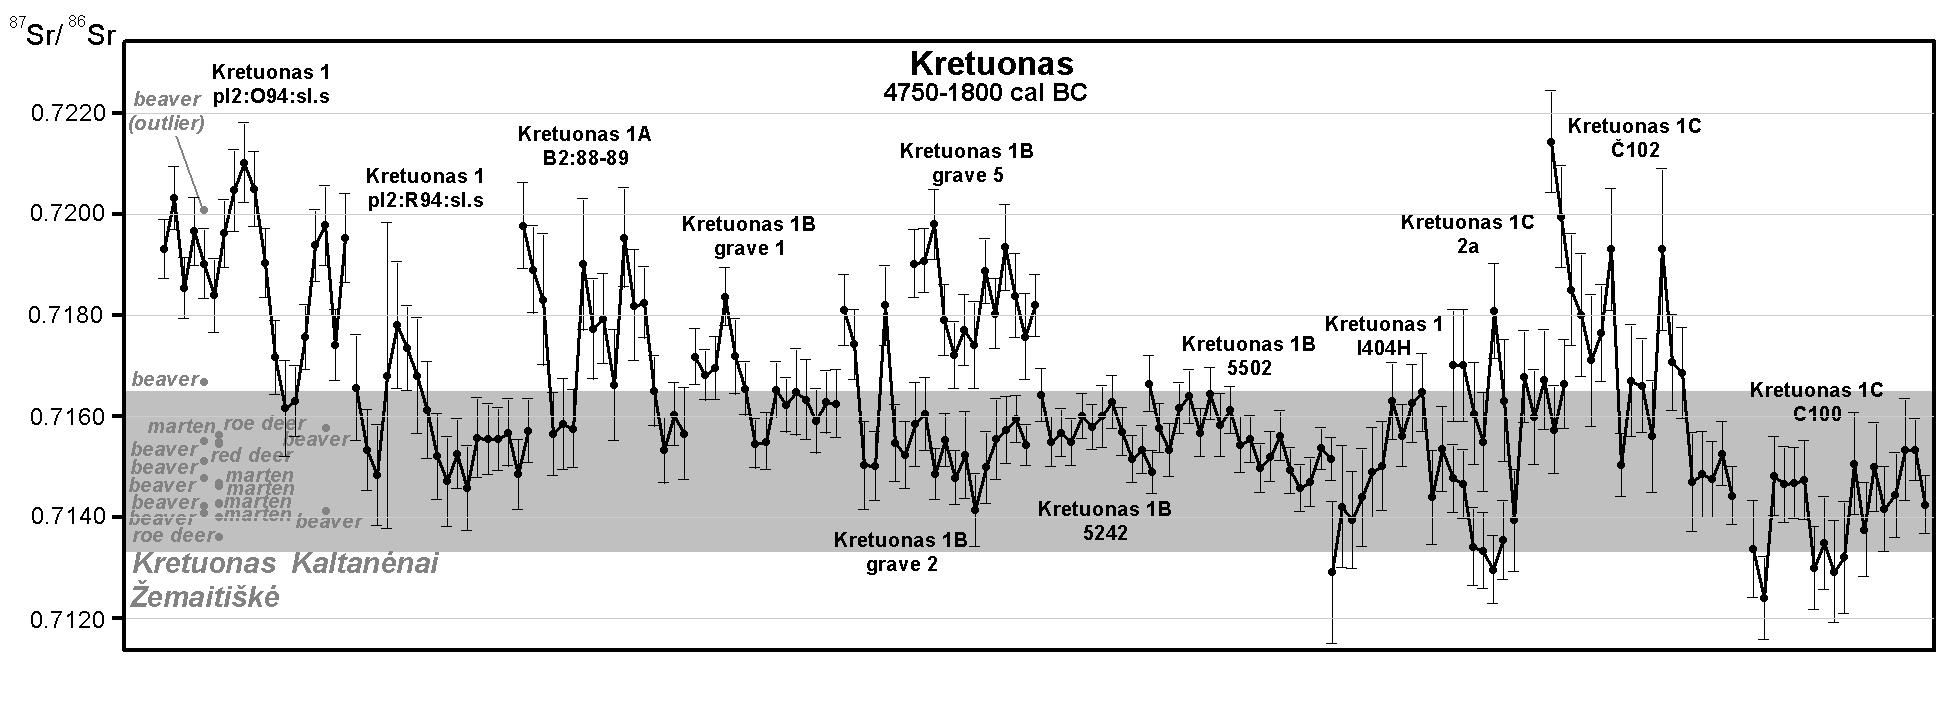 87Sr/ 86Sr
Kretuonas
4750-1800 cal BC
0.7220
0.7200
0.7180
0.7160
0.7140
0.7120
Kretuonas 1
pl2:O94:sl.s
beaver
(outlier)
Kretuonas 1
pl2:R94:sl.s
Kretuonas 1A
B2:88-89
Kretuonas 1B
grave 1
Kretuonas 1B
grave 5
Kretuonas 1B
grave 2
Kretuonas 1B
5242
Kretuonas 1B
5502
Kretuonas 1
I404H
Kretuonas 1C
2a
Kretuonas 1C
Č102
Kretuonas 1C
C100
beaver
marten
roe deer
beaver
beaver
red deer
beaver
marten
beaver
marten
beaver
marten
beaver
marten
beaver
roe deer
Kretuonas Kaltanėnai
Žemaitiškė